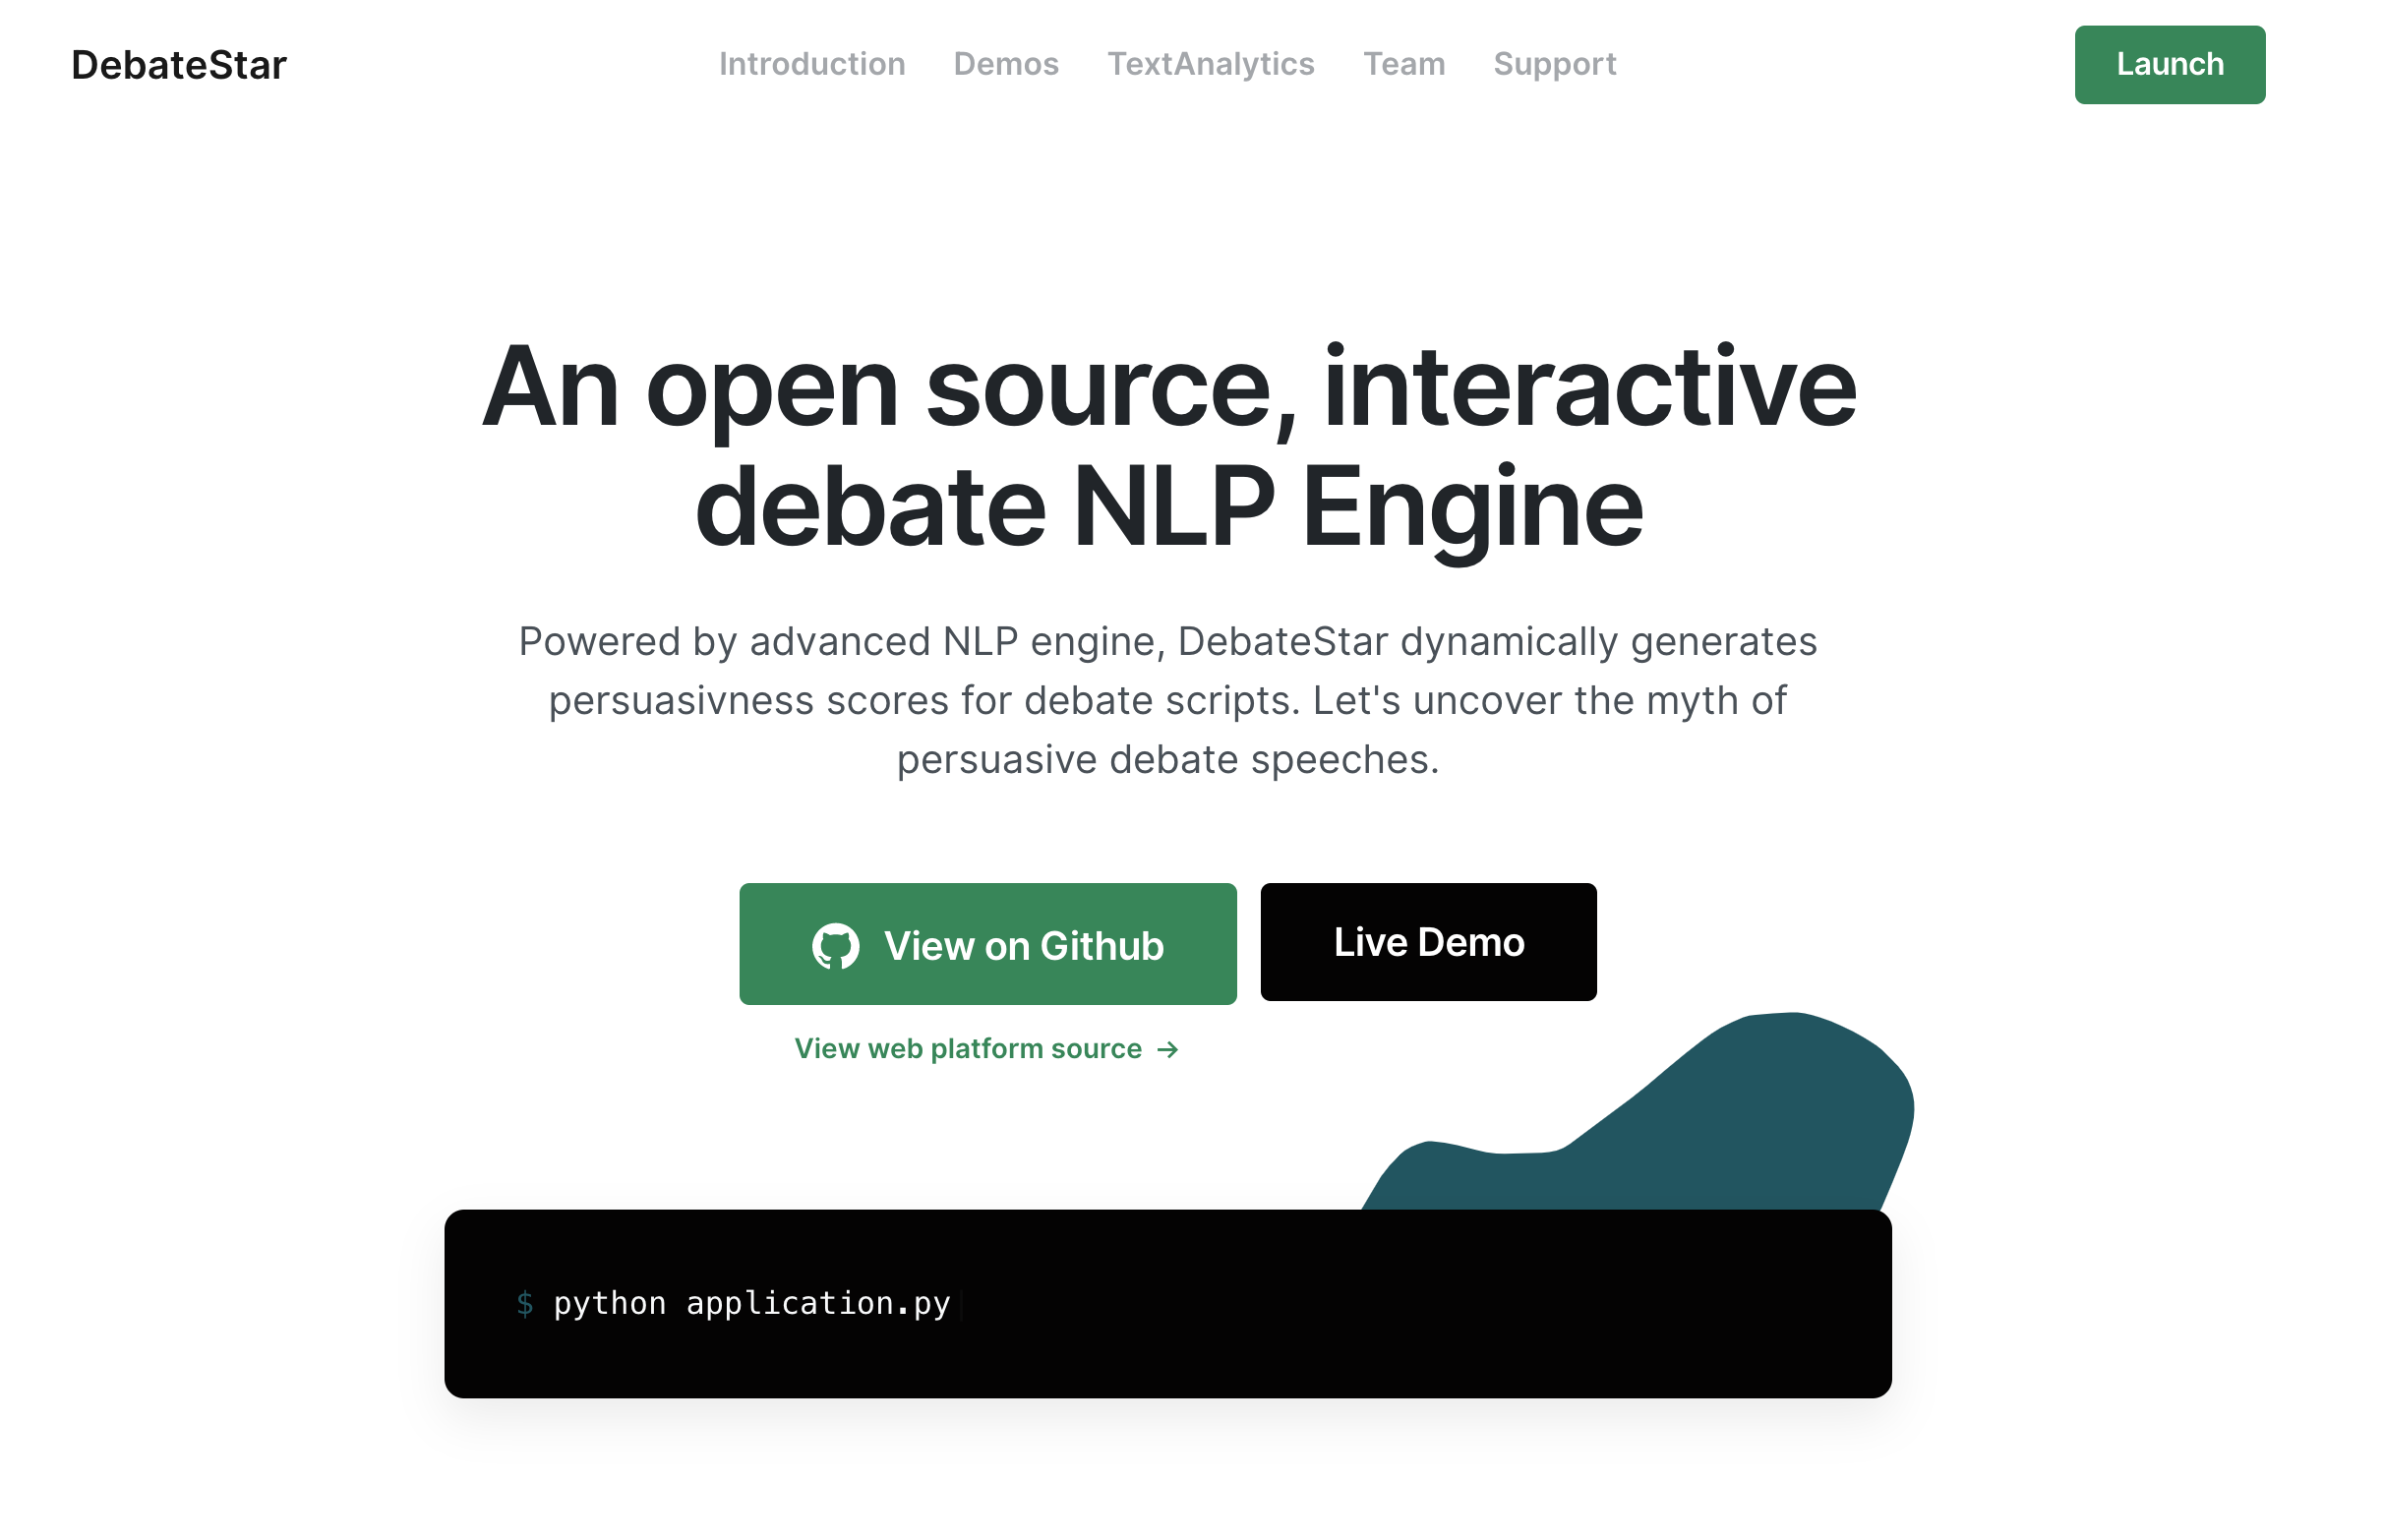 DebateStar
Introduction Demos TextAnalytics Team Support
Launch
An open source, interactive
debate NLP Engine
Powered by advanced NLP engine, DebateStar dynamically generates
persuasivness scores for debate scripts. Let's uncover the myth of
persuasive debate speeches.
View on Github
Live Demo
View web platform source →
$ python application.py